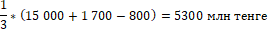 1/3 * (15 000 + 1 700 − 800) = 5300 млн тенге